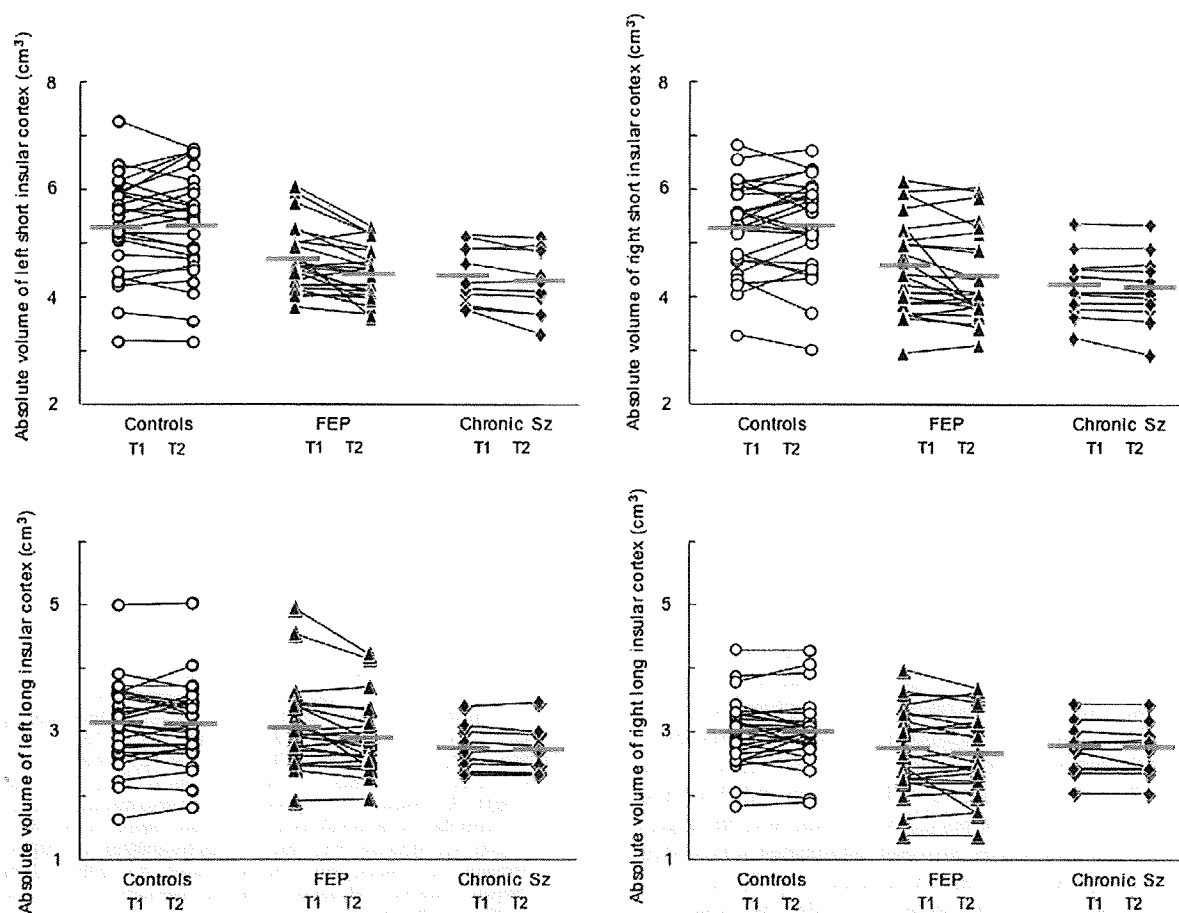 Absolute volume of left short insular cortex (cm³)
8
6
4
2
Controls FEP Chronic Sz
T1 T2 T1 T2 T1 T2
Absolute volume of right short insular cortex (cm³)
8
6
4
2
Controls FEP Chronic Sz
T1 T2 T1 T2 T1 T2
Absolute volume of left long insular cortex (cm³)
5
3
1
Controls FEP Chronic Sz
T1 T2 T1 T2 T1 T2
Absolute volume of right long insular cortex (cm³)
5
3
1
Controls FEP Chronic Sz
T1 T2 T1 T2 T1 T2